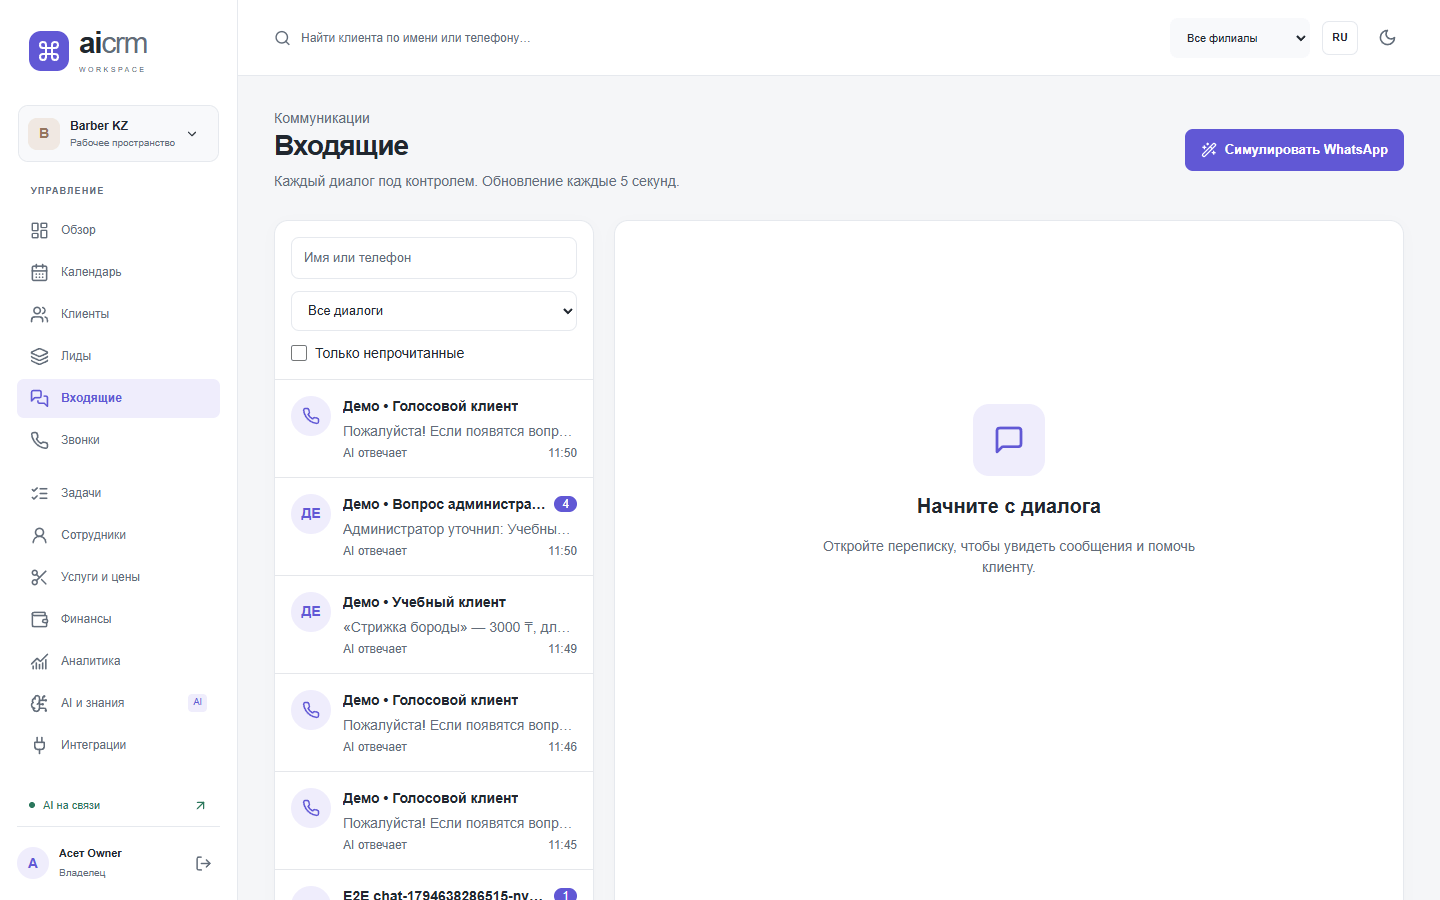 aicrm
WORKSPACE
Barber KZ
Рабочее пространство
УПРАВЛЕНИЕ
Обзор
Календарь
Клиенты
Лиды
Входящие
Звонки
Задачи
Сотрудники
Услуги и цены
Финансы
Аналитика
AI и знания
AI
Интеграции
AI на связи
A
Асет Owner
Владелец
B
Найти клиента по имени или телефону...
Все филиалы
RU
Коммуникации
Входящие
Каждый диалог под контролем. Обновление каждые 5 секунд.
Симулировать WhatsApp
Имя или телефон
Все диалоги
Только непрочитанные
Демо • Голосовой клиент
Пожалуйста! Если появятся вопр...
AI отвечает 11:50
ДЕ
Демо • Вопрос администра... 4
Администратор уточнил: Учебны...
AI отвечает 11:50
ДЕ
Демо • Учебный клиент
«Стрижка бороды» — 3000 ₸, дл...
AI отвечает 11:49
Демо • Голосовой клиент
Пожалуйста! Если появятся вопр...
AI отвечает 11:46
Демо • Голосовой клиент
Пожалуйста! Если появятся вопр...
AI отвечает 11:45
E2E chat-1794638286515-ny... 1
Начните с диалога
Откройте переписку, чтобы увидеть сообщения и помочь
клиенту.